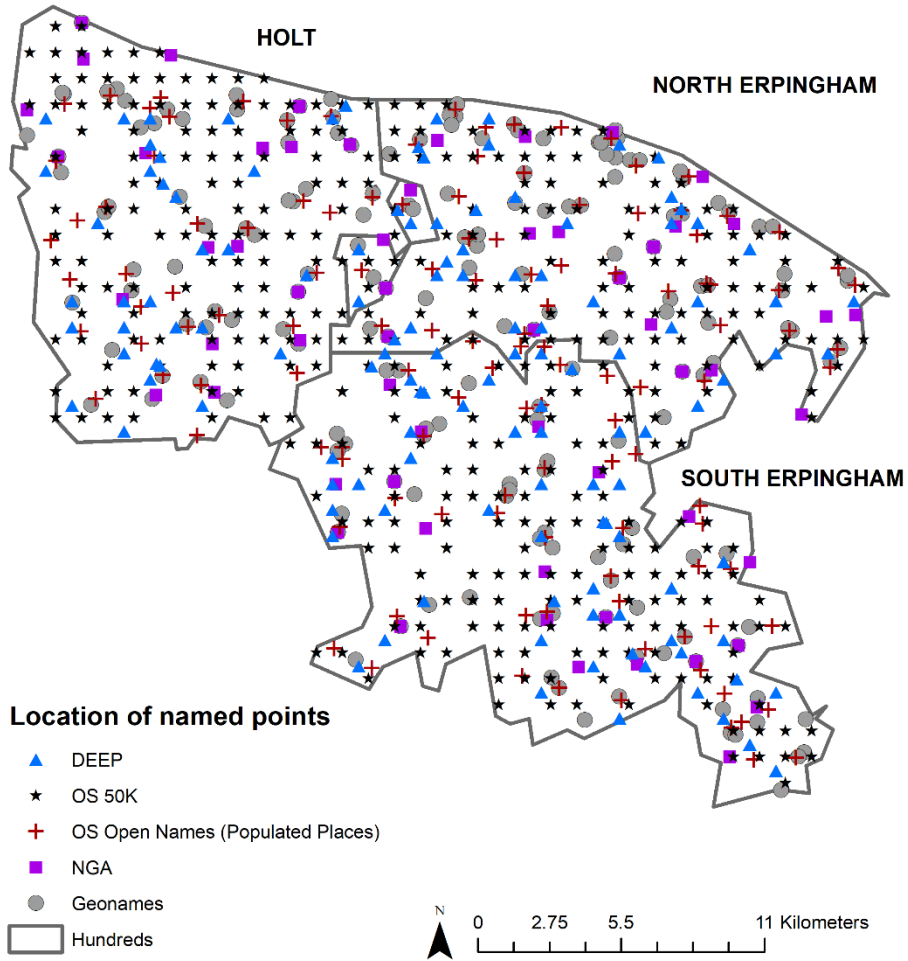 HOLT
NORTH ERPINGHAM
SOUTH ERPINGHAM
Location of named points
DEEP
OS 50K
OS Open Names (Populated Places)
NGA
Geonames
Hundreds
N
0 2.75 5.5 11 Kilometers